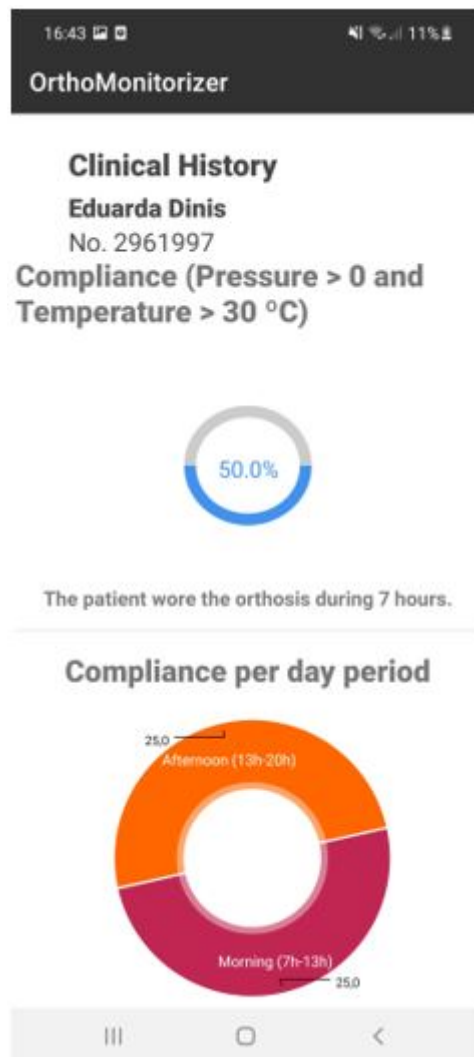 16:43 11%
OrthoMonitorizer
Clinical History
Eduarda Dinis
No. 2961997
Compliance (Pressure > 0 and
Temperature > 30 ºC)
50.0%
The patient wore the orthosis during 7 hours.
Compliance per day period
25,0
Afternoon (13h-20h)
Morning (7h-13h)
25,0